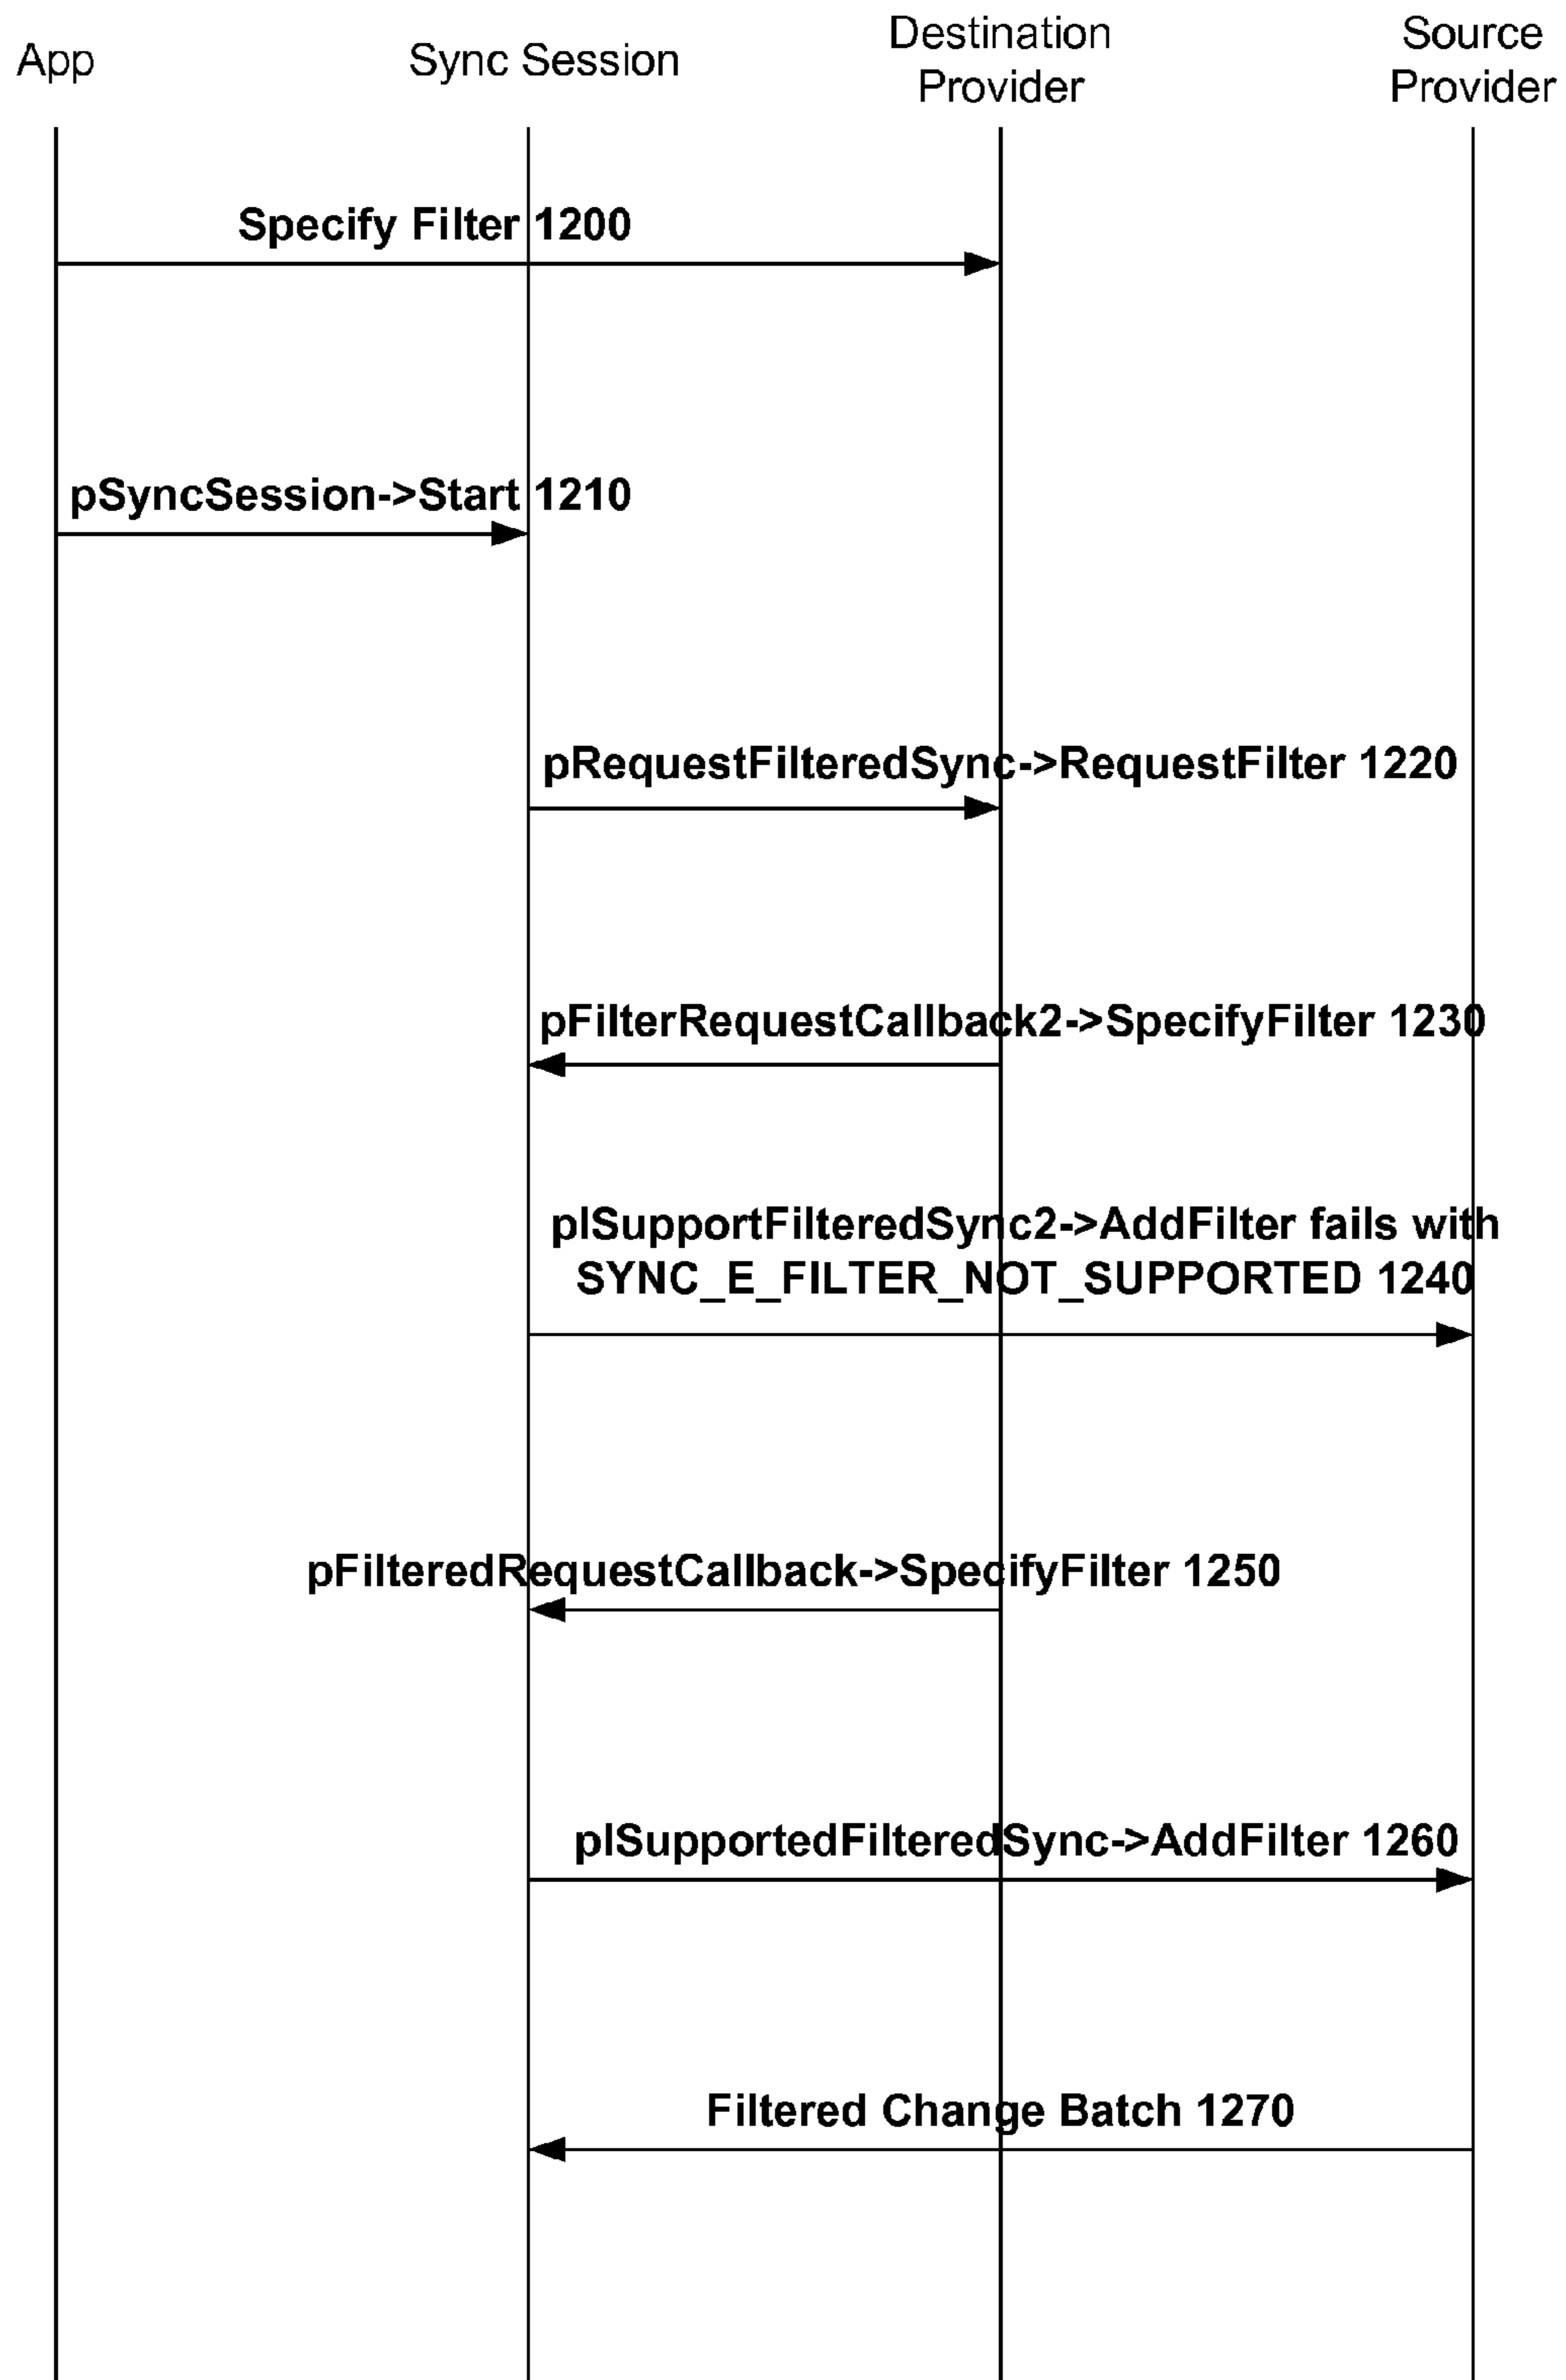 App
Sync Session
Destination
Provider
Source
Provider
Specify Filter 1200
pSyncSession->Start 1210
pRequestFilteredSync->RequestFilter 1220
pFilterRequestCallback2->SpecifyFilter 1230
pISupportFilteredSync2->AddFilter fails with
SYNC_E_FILTER_NOT_SUPPORTED 1240
pFilteredRequestCallback->SpecifyFilter 1250
pISupportedFilteredSync->AddFilter 1260
Filtered Change Batch 1270